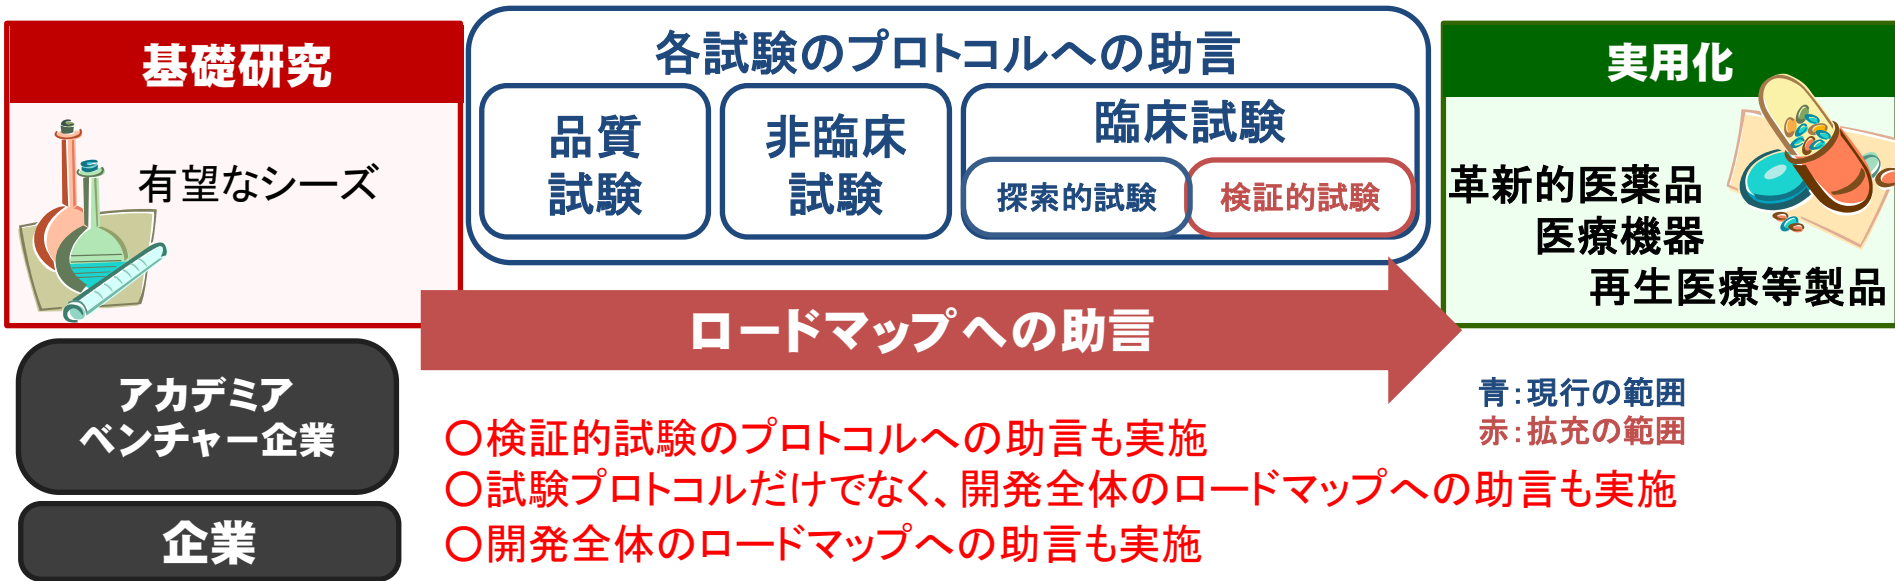 基礎研究
有望なシーズ
各試験のプロトコルへの助言
品質
試験
非臨床
試験
臨床試験
探索的試験
検証的試験
実用化
革新的医薬品
医療機器
再生医療等製品
ロードマップへの助言
アカデミア
ベンチャー企業
企業
青：現行の範囲
赤：拡充の範囲
○検証的試験のプロトコルへの助言も実施
○試験プロトコルだけでなく、開発全体のロードマップへの助言も実施
○開発全体のロードマップへの助言も実施